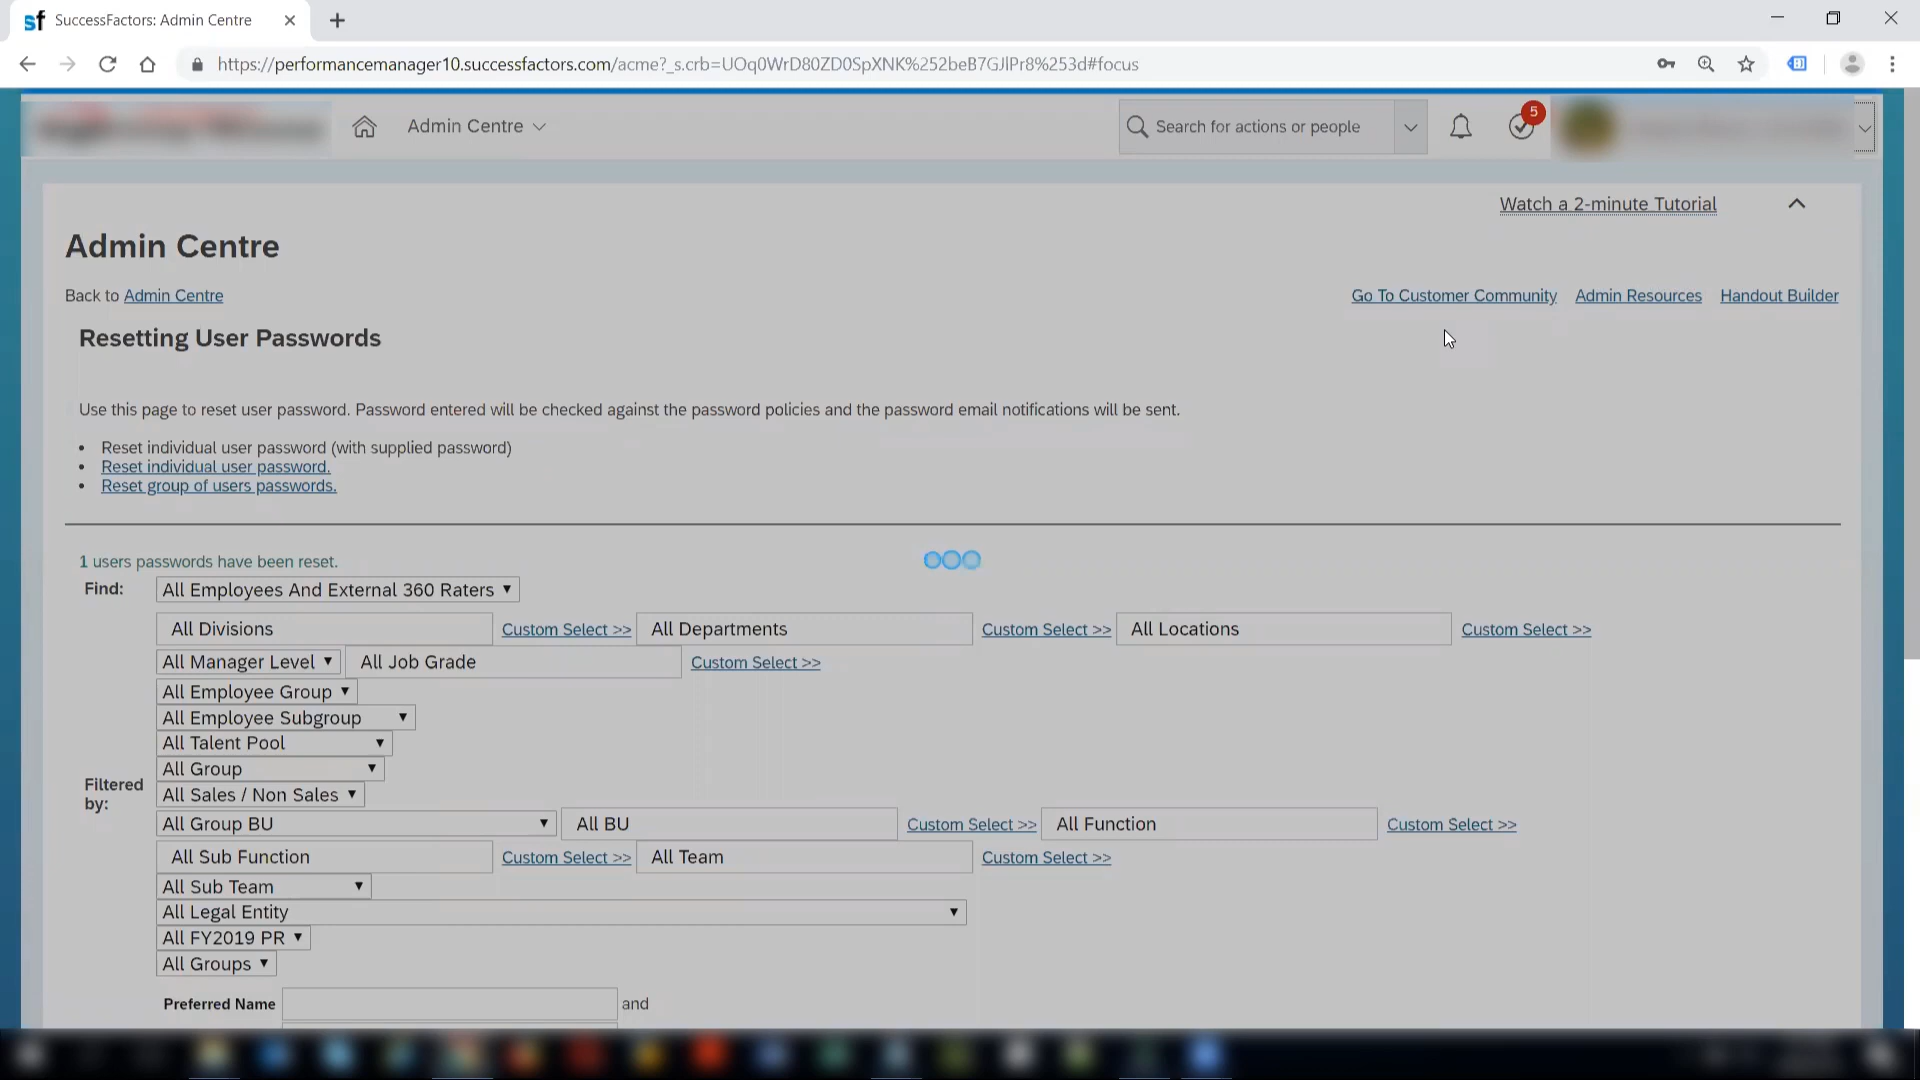 sf SuccessFactors: Admin Centre
https://performancemanager10.successfactors.com/acme?_s.crb=UOq0WrD80ZD0SpXNK%252beB7GJlPr8%253d#focus
Admin Centre
Search for actions or people
5
Watch a 2-minute Tutorial
Admin Centre
Back to Admin Centre
Go To Customer Community Admin Resources Handout Builder
Resetting User Passwords
Use this page to reset user password. Password entered will be checked against the password policies and the password email notifications will be sent.
• Reset individual user password (with supplied password)
• Reset individual user password.
• Reset group of users passwords.
1 users passwords have been reset.
Find: All Employees And External 360 Raters
All Divisions Custom Select >> All Departments Custom Select >> All Locations Custom Select >>
All Manager Level All Job Grade Custom Select >>
All Employee Group
All Employee Subgroup
All Talent Pool
All Group
Filtered by:
All Sales / Non Sales
All Group BU All BU Custom Select >> All Function Custom Select >>
All Sub Function Custom Select >> All Team Custom Select >>
All Sub Team
All Legal Entity
All FY2019 PR
All Groups
Preferred Name and